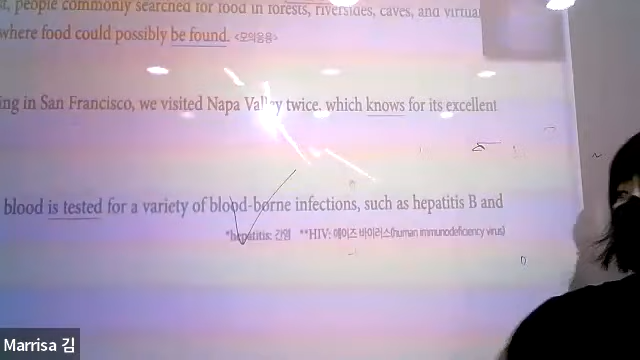 t, people commonly searched for food in forests, riversides, caves, and virtual
where food could possibly be found. <모의응용>
ing in San Francisco, we visited Napa Valley twice. which knows for its excellent
blood is tested for a variety of blood-borne infections, such as hepatitis B and
*hepatitis: 간염 **HIV: 에이즈 바이러스(human immunodeficiency virus)
Marrisa 김